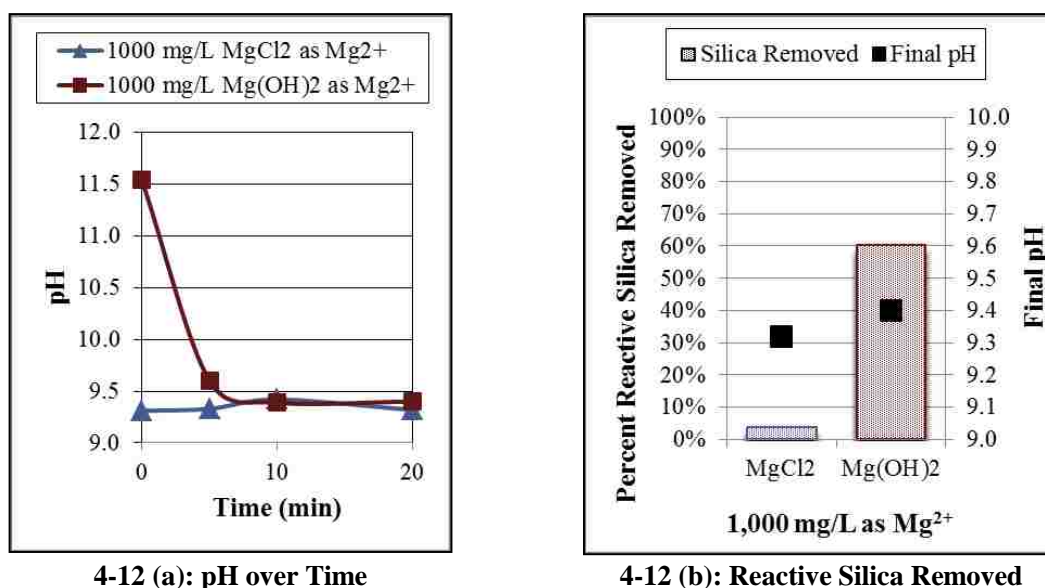 1000 mg/L MgCl2 as Mg2+
1000 mg/L Mg(OH)2 as Mg2+
12.0
11.5
11.0
10.5
10.0
9.5
9.0
pH
0
10
20
Time (min)
4-12 (a): pH over Time
Silica Removed
Final pH
Percent Reactive Silica Removed
100%
90%
80%
70%
60%
50%
40%
30%
20%
10%
0%
10.0
9.9
9.8
9.7
9.6
9.5
9.4
9.3
9.2
9.1
9.0
Final pH
MgCl2
Mg(OH)2
1,000 mg/L as Mg²⁺
4-12 (b): Reactive Silica Removed